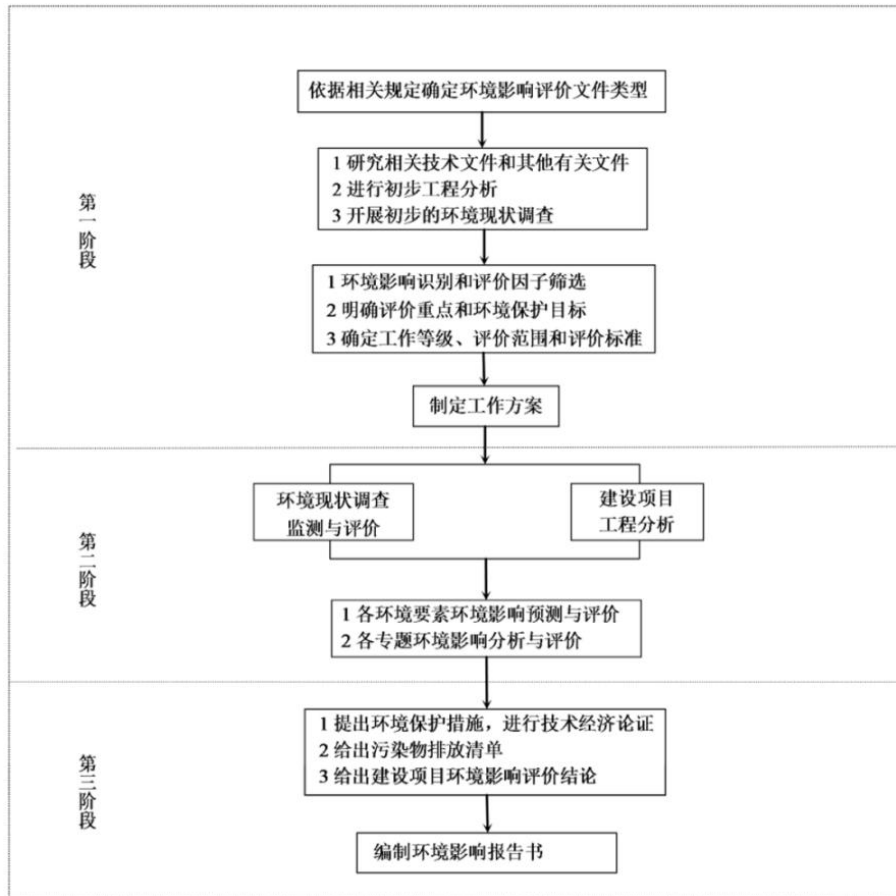 依据相关规定确定环境影响评价文件类型
1 研究相关技术文件和其他有关文件
2 进行初步工程分析
3 开展初步的环境现状调查
第一阶段
1 环境影响识别和评价因子筛选
2 明确评价重点和环境保护目标
3 确定工作等级、评价范围和评价标准
制定工作方案
环境现状调查
监测与评价
建设项目
工程分析
第二阶段
1 各环境要素环境影响预测与评价
2 各专题环境影响分析与评价
1 提出环境保护措施，进行技术经济论证
2 给出污染物排放清单
3 给出建设项目环境影响评价结论
第三阶段
编制环境影响报告书